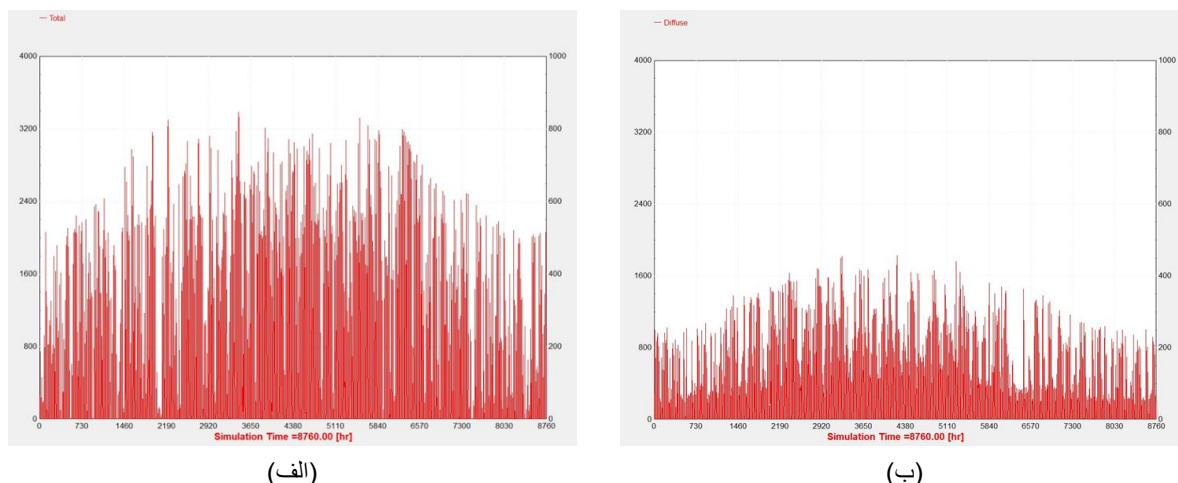 Total
4000 3200 2400 1600 800 0
1000 800 600 400 200 0
0 730 1460 2190 2920 3650 4380 5110 5840 6570 7300 8030 8760
Simulation Time =8760.00 [hr]
(الف)
Diffuse
4000 3200 2400 1600 800 0
1000 800 600 400 200 0
0 730 1460 2190 2920 3650 4380 5110 5840 6570 7300 8030 8760
Simulation Time =8760.00 [hr]
(ب)